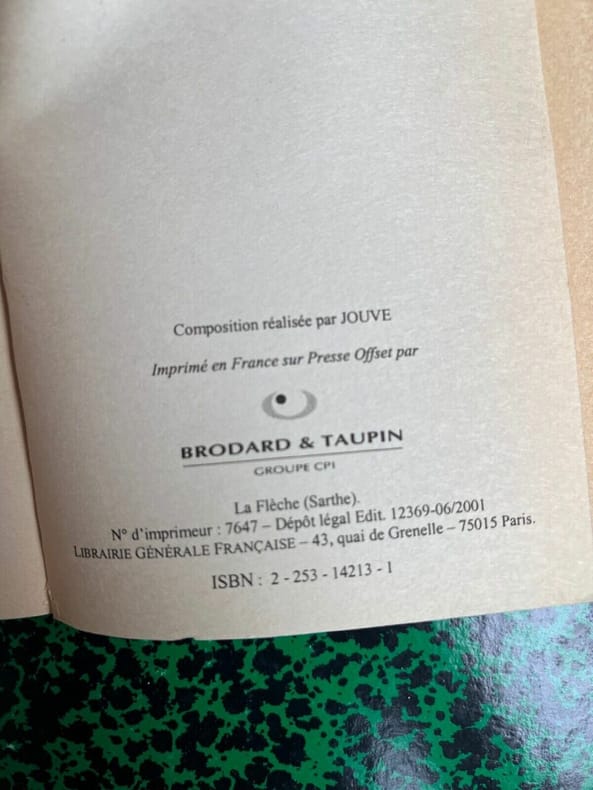 Composition réalisée par JOUVE
Imprimé en France sur Presse Offset par
BRODARD & TAUPIN
GROUPE CPI
La Flèche (Sarthe).
N° d'imprimeur : 7647 – Dépôt légal Edit. 12369-06/2001
LIBRAIRIE GÉNÉRALE FRANÇAISE – 43, quai de Grenelle – 75015 Paris.
ISBN : 2 - 253 - 14213 - 1